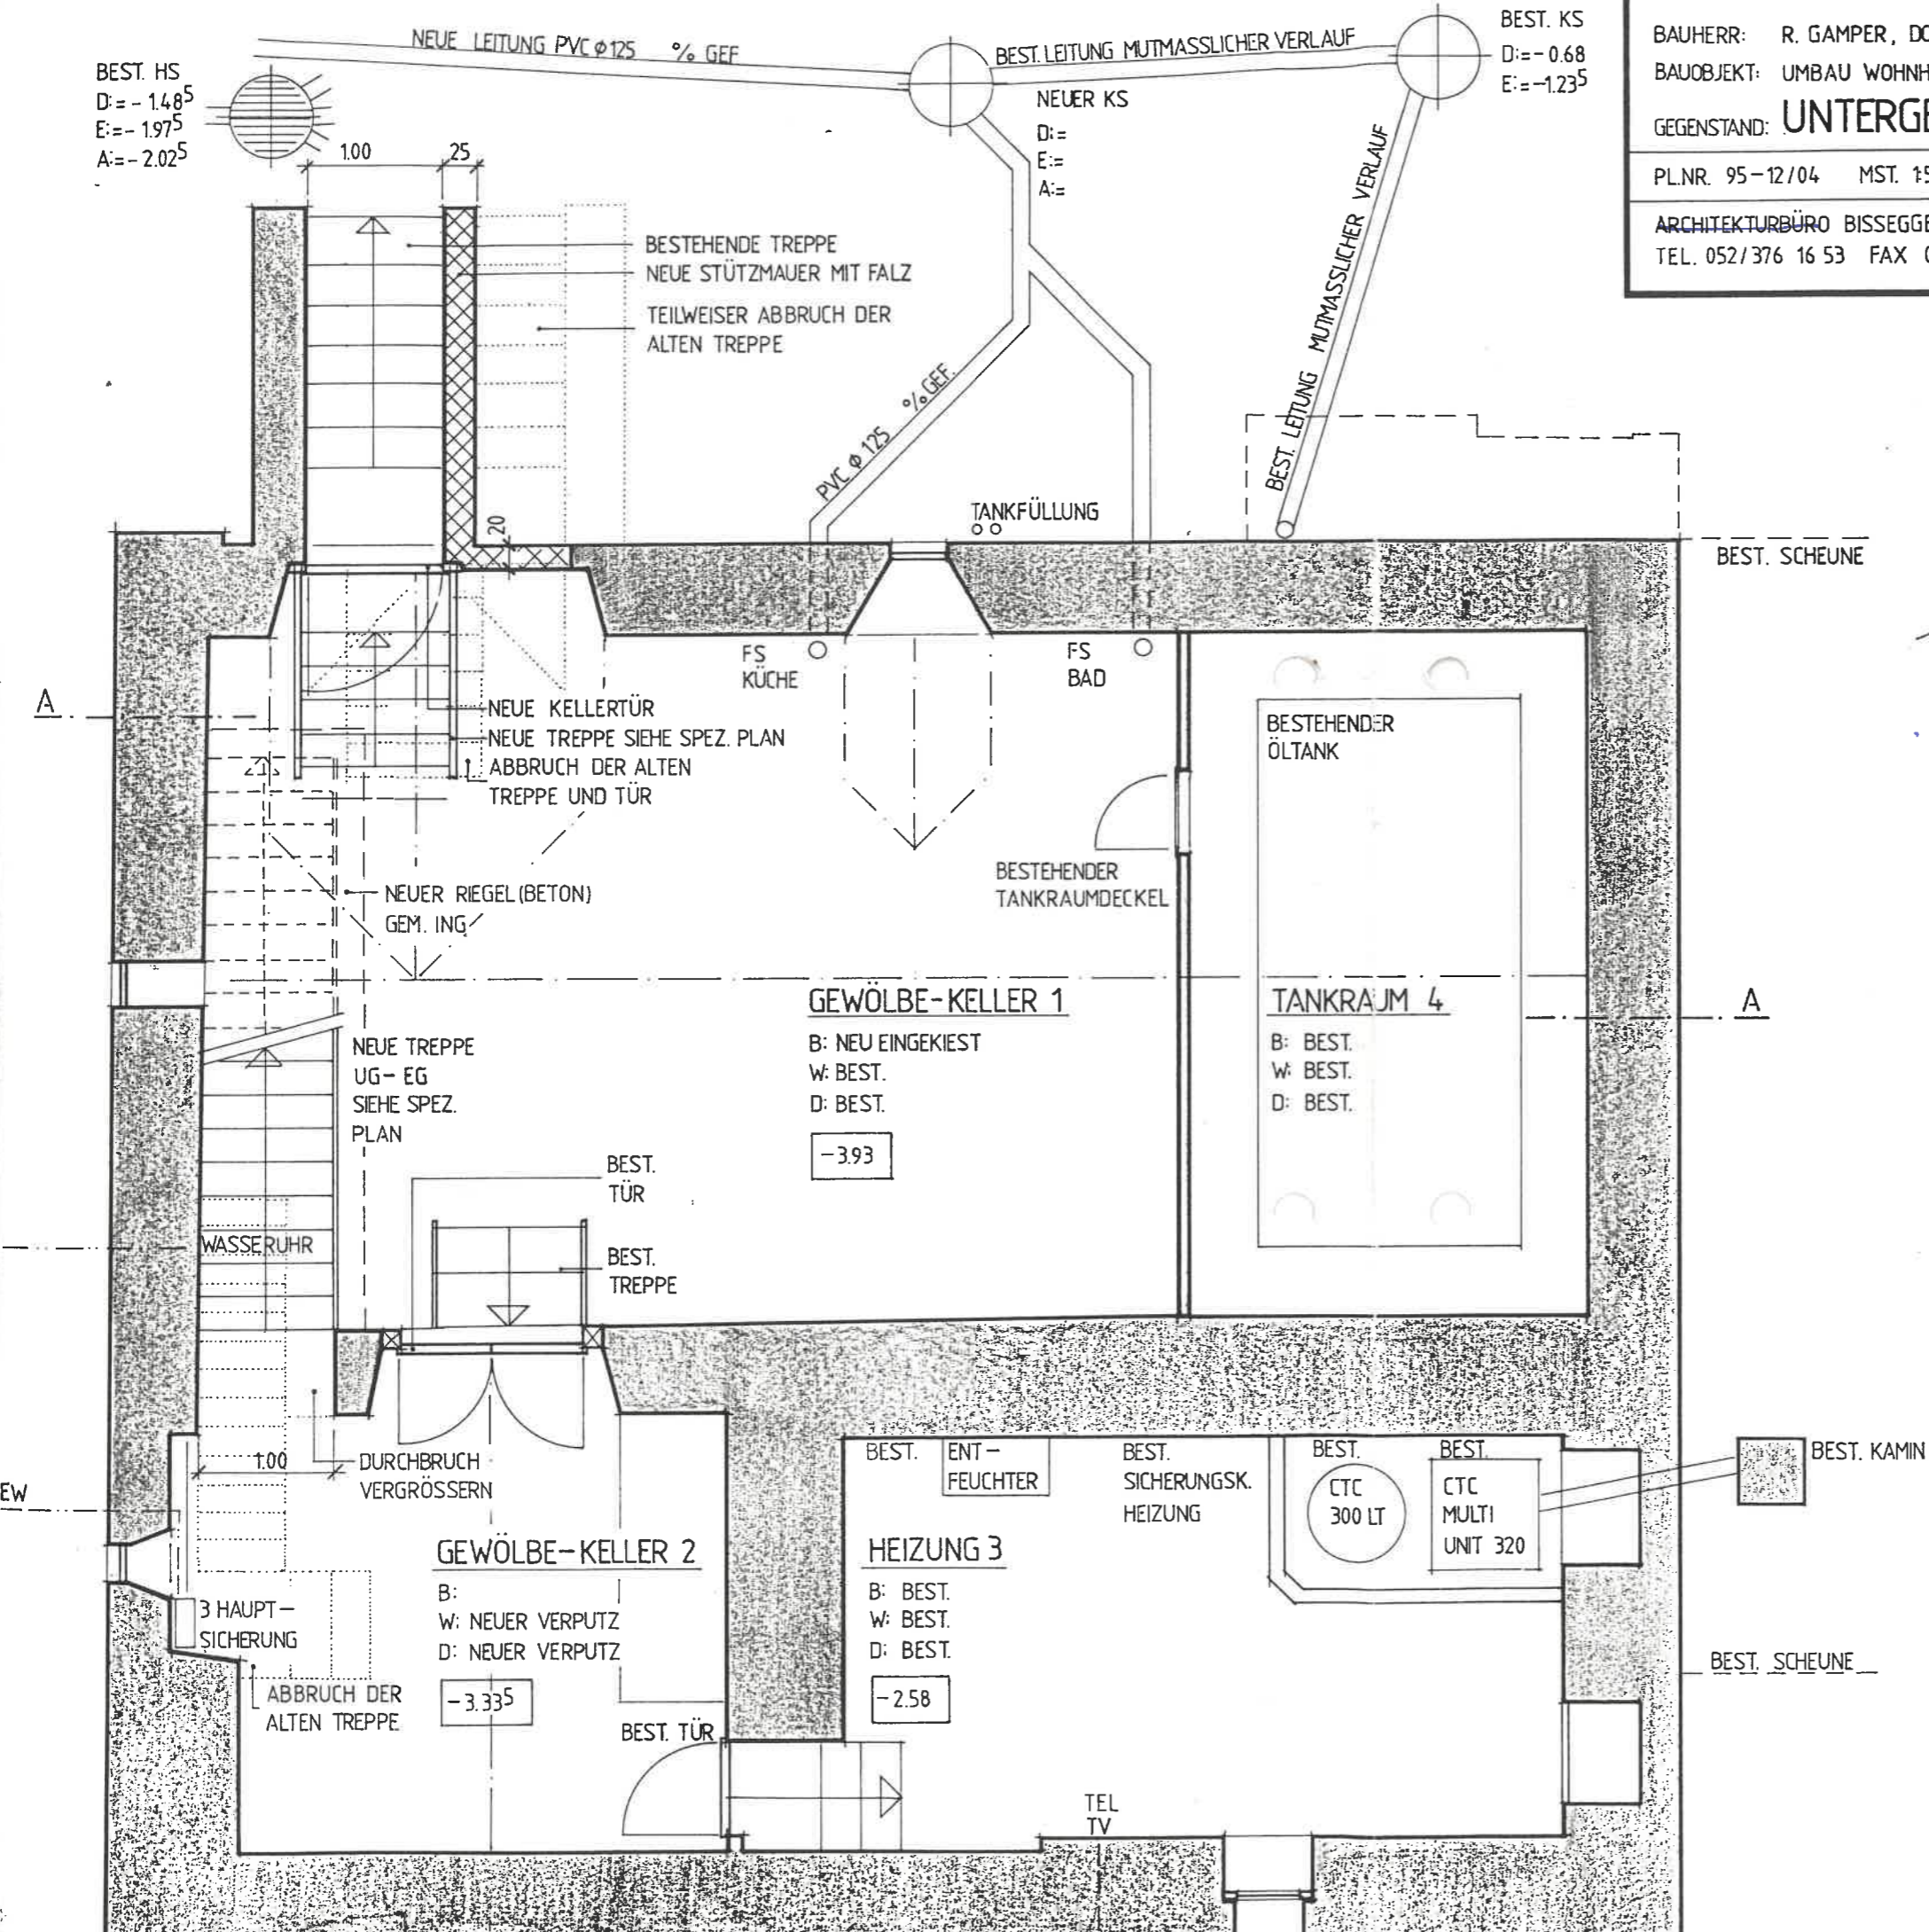 NEUE LEITUNG PVC ϕ 125 % GEF
BEST. LEITUNG MUTMASSLICHER VERLAUF
BEST. KS
D:= - 0.68
E:= -1.23⁵
BAUHERR: R. GAMPER,
BAUOBJEKT: UMBAU
GEGENSTAND:
PL.NR. 95-12/04 MST.
ARCHITEKTURBÜRO
TEL. 052/376 16 53 FAX
BEST. HS
D:= - 1.48⁵
E:= - 1.97⁵
A:= - 2.02⁵
NEUER KS
D:=
E:=
A:=
1.00
25
BEST. LEITUNG MUTMASSLICHER VERLAUF
BESTEHENDE TREPPE
NEUE STÜTZMAUER MIT FALZ
TEILWEISER ABBRUCH DER
ALTEN TREPPE
PVC ϕ 125 % GEF.
20
TANKFÜLLUNG
BEST. SCHEUNE
FS
KÜCHE
FS
BAD
A
NEUE KELLERTÜR
NEUE TREPPE SIEHE SPEZ. PLAN
ABBRUCH DER ALTEN
TREPPE UND TÜR
BESTEHENDER
ÖLTANK
BESTEHENDER
TANKRAUMDECKEL
NEUER RIEGEL (BETON)
GEM. ING
GEWÖLBE-KELLER 1
B: NEU EINGEKIEST
W: BEST.
D: BEST.
-3.93
TANKRAUM 4
B: BEST.
W: BEST.
D: BEST.
A
NEUE TREPPE
UG - EG
SIEHE SPEZ.
PLAN
BEST.
TÜR
WASSERUHR
BEST.
TREPPE
1.00
DURCHBRUCH
VERGRÖSSERN
BEST.
ENT-
FEUCHTER
BEST.
SICHERUNGSK.
HEIZUNG
BEST.
CTC
300 LT
BEST.
CTC
MULTI
UNIT 320
BEST. KAMIN
EW
GEWÖLBE-KELLER 2
B:
W: NEUER VERPUTZ
D: NEUER VERPUTZ
-3.33⁵
HEIZUNG 3
B: BEST.
W: BEST.
D: BEST.
-2.58
3 HAUPT-
SICHERUNG
ABBRUCH DER
ALTEN TREPPE
BEST. TÜR
BEST. SCHEUNE
TEL
TV